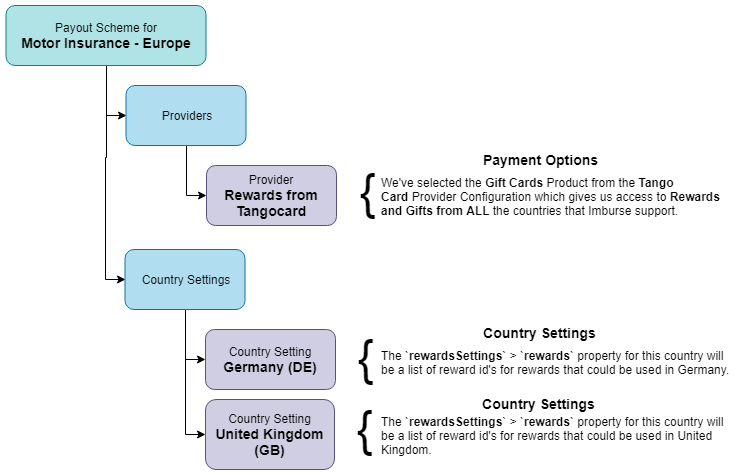 Payout Scheme for
Motor Insurance - Europe
Providers
Payment Options
Provider
Rewards from
Tangocard
We've selected the Gift Cards Product from the Tango
Card Provider Configuration which gives us access to Rewards
and Gifts from ALL the countries that Imburse support.
Country Settings
Country Settings
Country Setting
Germany (DE)
The `rewardsSettings` > `rewards` property for this country will
be a list of reward id's for rewards that could be used in Germany.
Country Settings
Country Setting
United Kingdom
(GB)
The `rewardsSettings` > `rewards` property for this country will
be a list of reward id's for rewards that could be used in United
Kingdom.